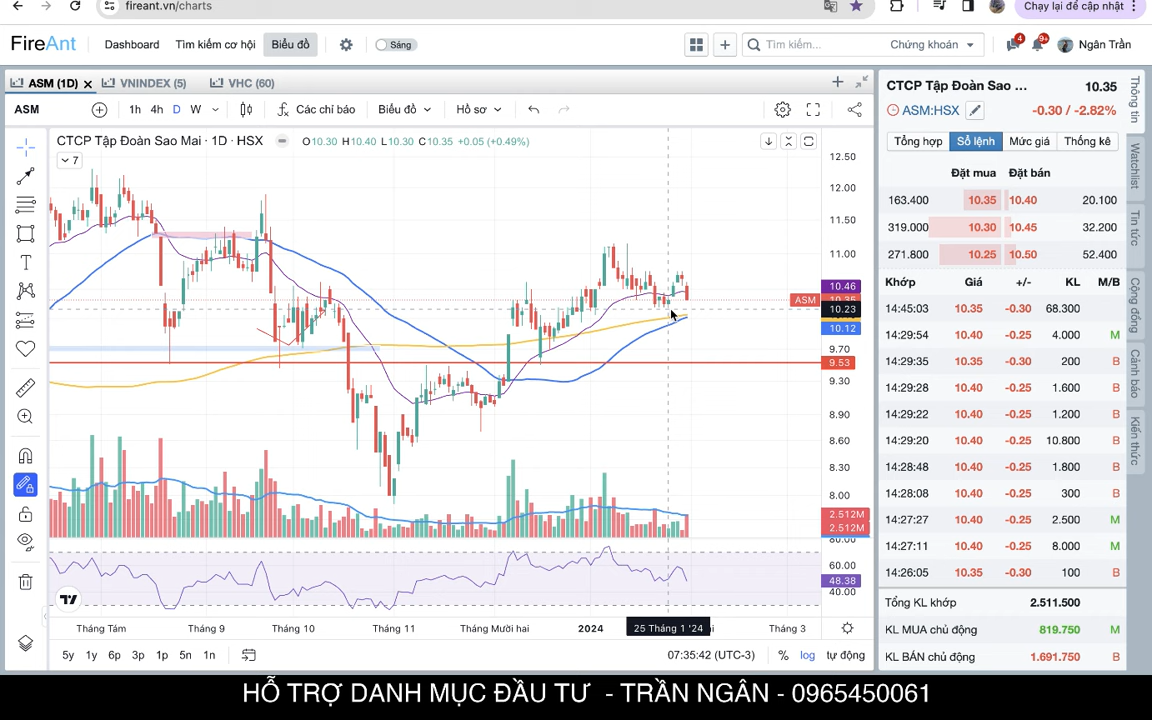 fireant.vn/charts
Chạy lại để cập nhật
FireAnt
Dashboard
Tìm kiếm cơ hội
Biểu đồ
Sáng
Tìm kiếm...
Chứng khoán
4
9+
Ngân Trần
ASM (1D)
VNINDEX (5)
VHC (60)
ASM
1h 4h D W
Các chỉ báo
Biểu đồ
Hồ sơ
CTCP Tập Đoàn Sao Mai · 1D · HSX
O10.30 H10.40 L10.30 C10.35 +0.05 (+0.49%)
7
12.50
12.00
11.50
11.00
10.46
ASM
10.23
10.12
9.70
9.53
9.30
8.90
8.60
8.30
8.00
2.512M
2.512M
80.00
60.00
48.38
40.00
Tháng Tám
Tháng 9
Tháng 10
Tháng 11
Tháng Mười hai
2024
25 Tháng 1 '24
Tháng 3
5y 1y 6p 3p 1p 5n 1n
07:35:42 (UTC-3)
% log tự động
CTCP Tập Đoàn Sao ...
10.35
ASM:HSX
-0.30 / -2.82%
Tổng hợp
Sổ lệnh
Mức giá
Thống kê
Đặt mua Đặt bán
163.400 10.35 10.40 20.100
319.000 10.30 10.45 32.200
271.800 10.25 10.50 52.400
Khớp Giá +/- KL M/B
14:45:03 10.35 -0.30 68.300
14:29:54 10.40 -0.25 4.000 M
14:29:35 10.35 -0.30 200 B
14:29:28 10.40 -0.25 1.600 B
14:29:22 10.40 -0.25 1.200 B
14:29:20 10.40 -0.25 10.800 B
14:28:48 10.40 -0.25 1.800 B
14:28:08 10.40 -0.25 300 B
14:27:27 10.40 -0.25 2.500 M
14:27:11 10.40 -0.25 8.000 M
14:26:05 10.35 -0.30 100 B
Tổng KL khớp 2.511.500
KL MUA chủ động 819.750 M
KL BÁN chủ động 1.691.750 B
Thông tin
Watchlist
Tin tức
Cộng đồng
Cảnh báo
Kiến thức
HỖ TRỢ DANH MỤC ĐẦU TƯ - TRẦN NGÂN - 0965450061